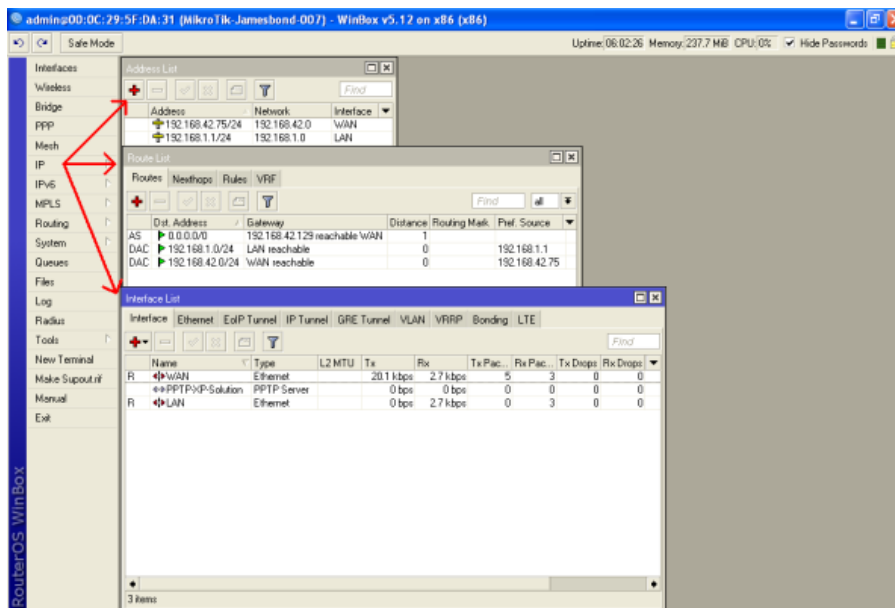 admin@00:0C:29:5F:DA:31 (MikroTik-Jamesbond-007) - WinBox v5.12 on x86 (x86)
Safe Mode
Uptime: 06:02:26 Memory: 237.7 MiB CPU: 0% Hide Passwords
Interfaces
Wireless
Bridge
PPP
Mesh
IP
IPv6
MPLS
Routing
System
Queues
Files
Log
Radius
Tools
New Terminal
Make Supout.rif
Manual
Exit
RouterOS WinBox
Address List
Find
Address Network Interface
192.168.42.75/24 192.168.42.0 WAN
192.168.1.1/24 192.168.1.0 LAN
Route List
Routes Nexthops Rules VRF
Find all
Dst. Address Gateway Distance Routing Mark Pref. Source
AS 0.0.0.0/0 192.168.42.129 reachable WAN 1
DAC 192.168.1.0/24 LAN reachable 0 192.168.1.1
DAC 192.168.42.0/24 WAN reachable 0 192.168.42.75
Interface List
Interface Ethernet EoIP Tunnel IP Tunnel GRE Tunnel VLAN VRRP Bonding LTE
Find
Name Type L2 MTU Tx Rx Tx Pac... Rx Pac... Tx Drops Rx Drops
R WAN Ethernet 20.1 kbps 2.7 kbps 5 3 0 0
PPTP-XP-Solution PPTP Server 0 bps 0 bps 0 0 0 0
R LAN Ethernet 0 bps 2.7 kbps 0 3 0 0
3 items